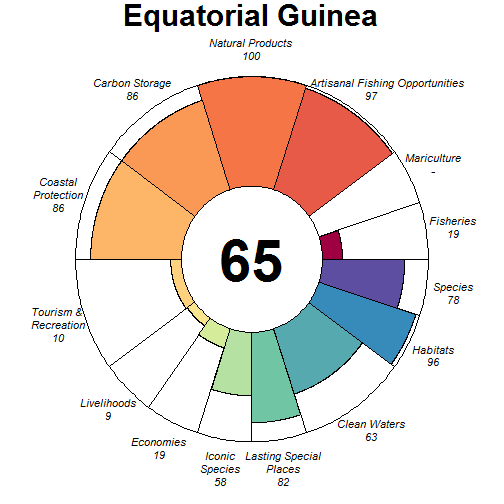 Equatorial Guinea
Natural Products
100
Carbon Storage
86
Artisanal Fishing Opportunities
97
Mariculture
-
Coastal
Protection
86
Fisheries
19
65
Species
78
Tourism &
Recreation
10
Habitats
96
Livelihoods
9
Clean Waters
63
Economies
19
Iconic
Species
58
Lasting Special
Places
82